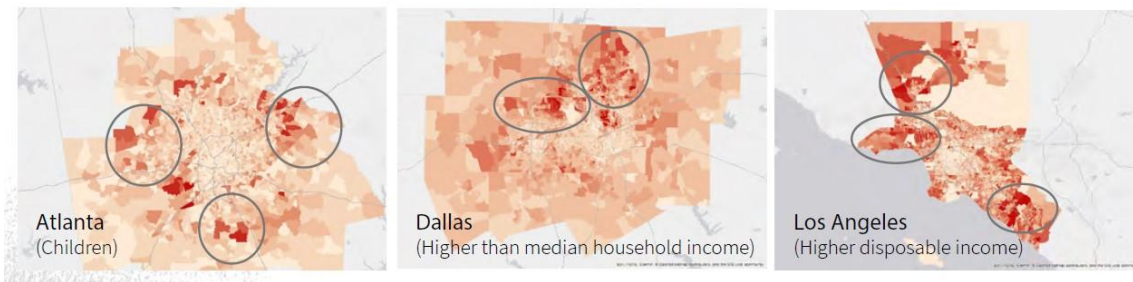 Atlanta
(Children)
Dallas
(Higher than median household income)
Los Angeles
(Higher disposable income)